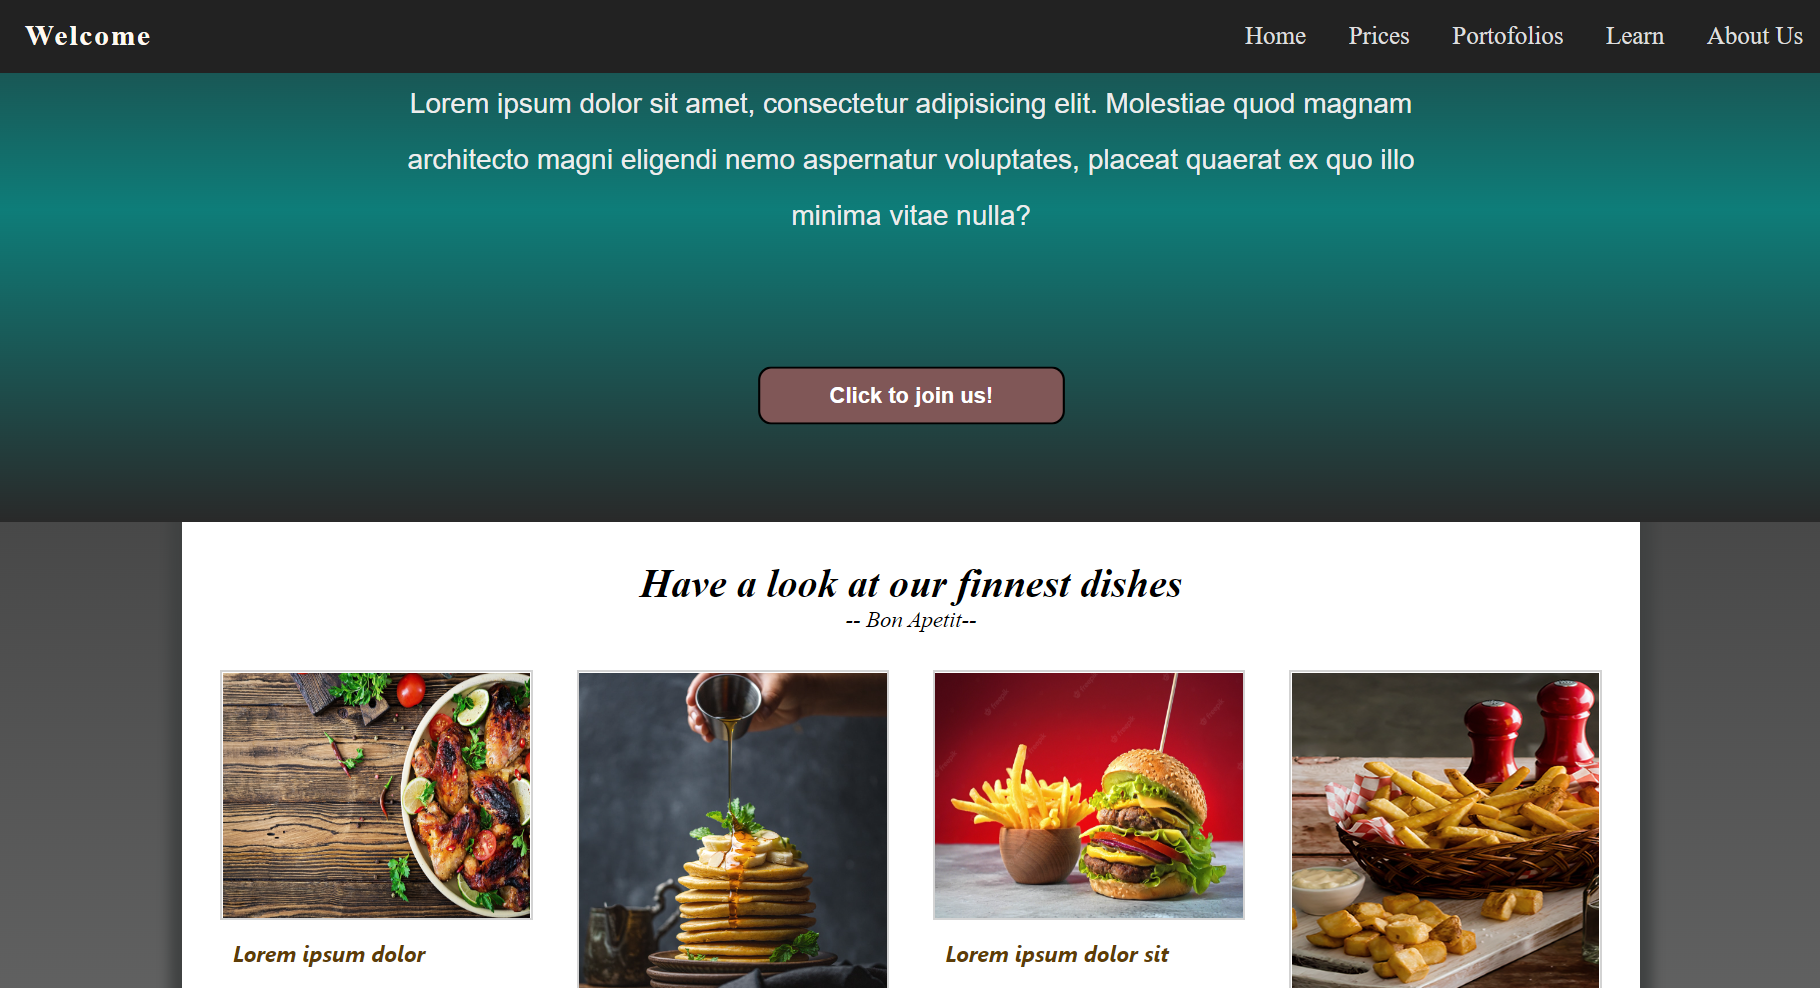 Welcome
Home Prices Portofolios Learn About Us
Lorem ipsum dolor sit amet, consectetur adipisicing elit. Molestiae quod magnam
architecto magni eligendi nemo aspernatur voluptates, placeat quaerat ex quo illo
minima vitae nulla?
Click to join us!
Have a look at our finnest dishes
-- Bon Apetit--
Lorem ipsum dolor
Lorem ipsum dolor sit